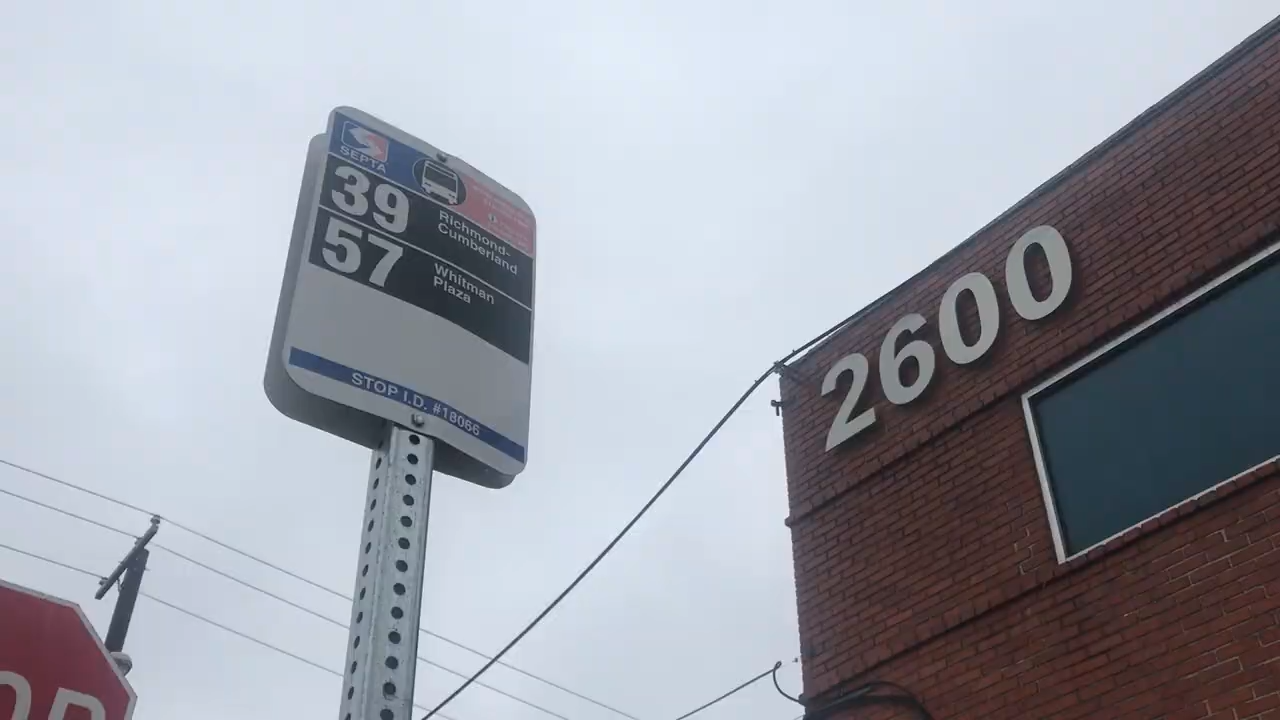 SEPTA
39
Richmond-
Cumberland
57
Whitman
Plaza
STOP I.D. #18066
2600